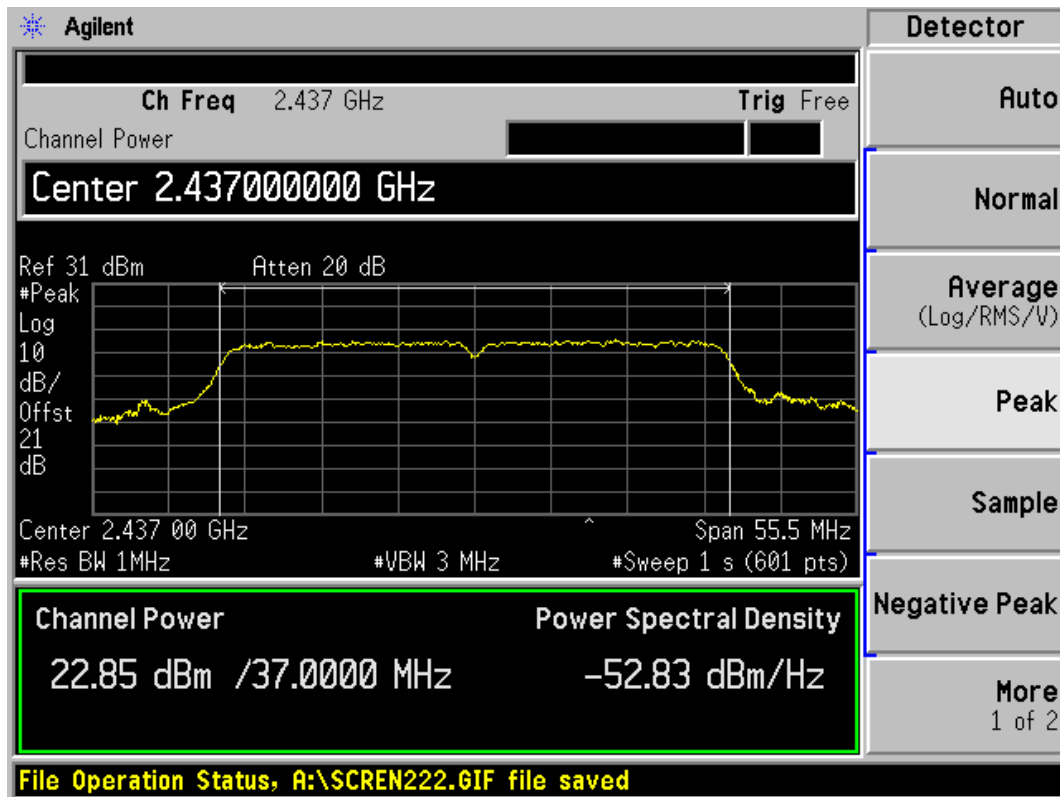 Agilent
Detector
Ch Freq 2.437 GHz Trig Free
Channel Power
Center 2.437000000 GHz
Ref 31 dBm Atten 20 dB
#Peak
Log
10
dB/
Offst
21
dB
Center 2.437 00 GHz ^ Span 55.5 MHz
#Res BW 1MHz #VBW 3 MHz #Sweep 1 s (601 pts)
Channel Power Power Spectral Density
22.85 dBm /37.0000 MHz -52.83 dBm/Hz
Auto
Normal
Average
(Log/RMS/V)
Peak
Sample
Negative Peak
More
1 of 2
File Operation Status, A:\SCREN222.GIF file saved